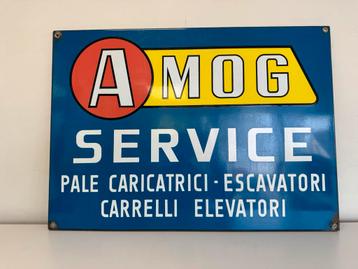 AMOG
SERVICE
PALE CARICATRICI - ESCAVATORI
CARRELLI ELEVATORI